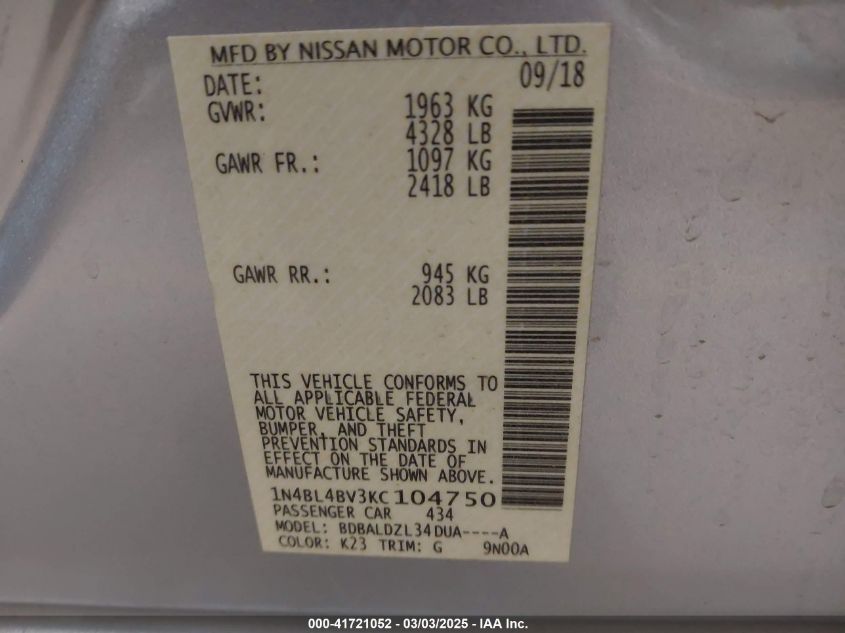 MFD BY NISSAN MOTOR CO., LTD.
DATE: 09/18
GVWR: 1963 KG
4328 LB
GAWR FR.: 1097 KG
2418 LB
GAWR RR.: 945 KG
2083 LB
THIS VEHICLE CONFORMS TO
ALL APPLICABLE FEDERAL
MOTOR VEHICLE SAFETY,
BUMPER, AND THEFT
PREVENTION STANDARDS IN
EFFECT ON THE DATE OF
MANUFACTURE SHOWN ABOVE.
1N4BL4BV3KC104750
PASSENGER CAR 434
MODEL: BDBALDZL34DUA----A
COLOR: K23 TRIM: G 9N00A
000-41721052 - 03/03/2025 - IAA Inc.